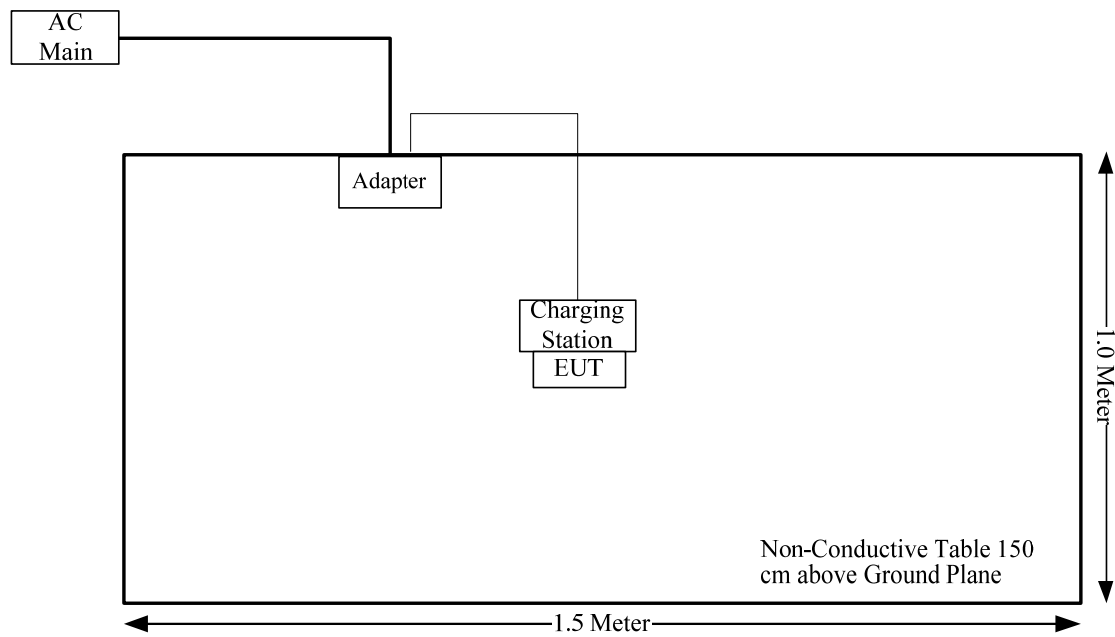 AC
Main
Adapter
Charging
Station
EUT
1.0 Meter
Non-Conductive Table 150
cm above Ground Plane
1.5 Meter